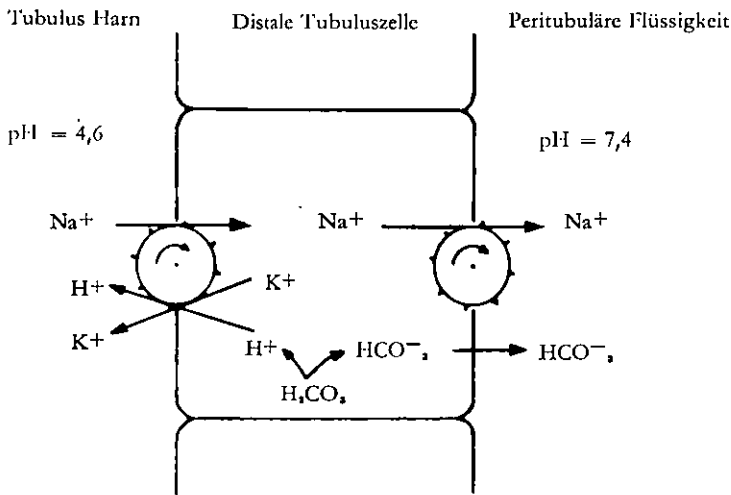 Tubulus Harn Distale Tubuluszelle Peritubuläre Flüssigkeit
pH = 4,6 pH = 7,4
Na+ Na+ Na+
H+ K+
K+ H+ HCO−₃ HCO−₃
H₂CO₃